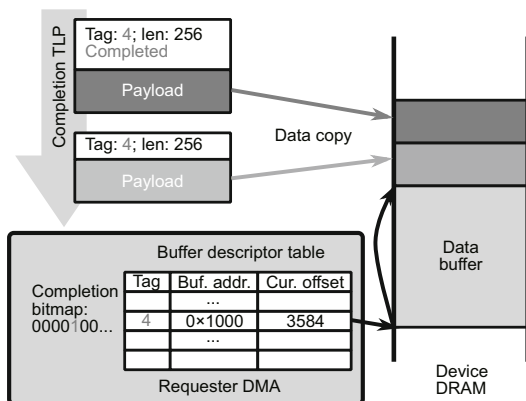 Completion TLP
Tag: 4; len: 256
Completed
Payload
Tag: 4; len: 256
Payload
Data copy
Data
buffer
Device
DRAM
Buffer descriptor table
Completion
bitmap:
0000100...
Tag Buf. addr. Cur. offset
...
4 0×1000 3584
...
Requester DMA